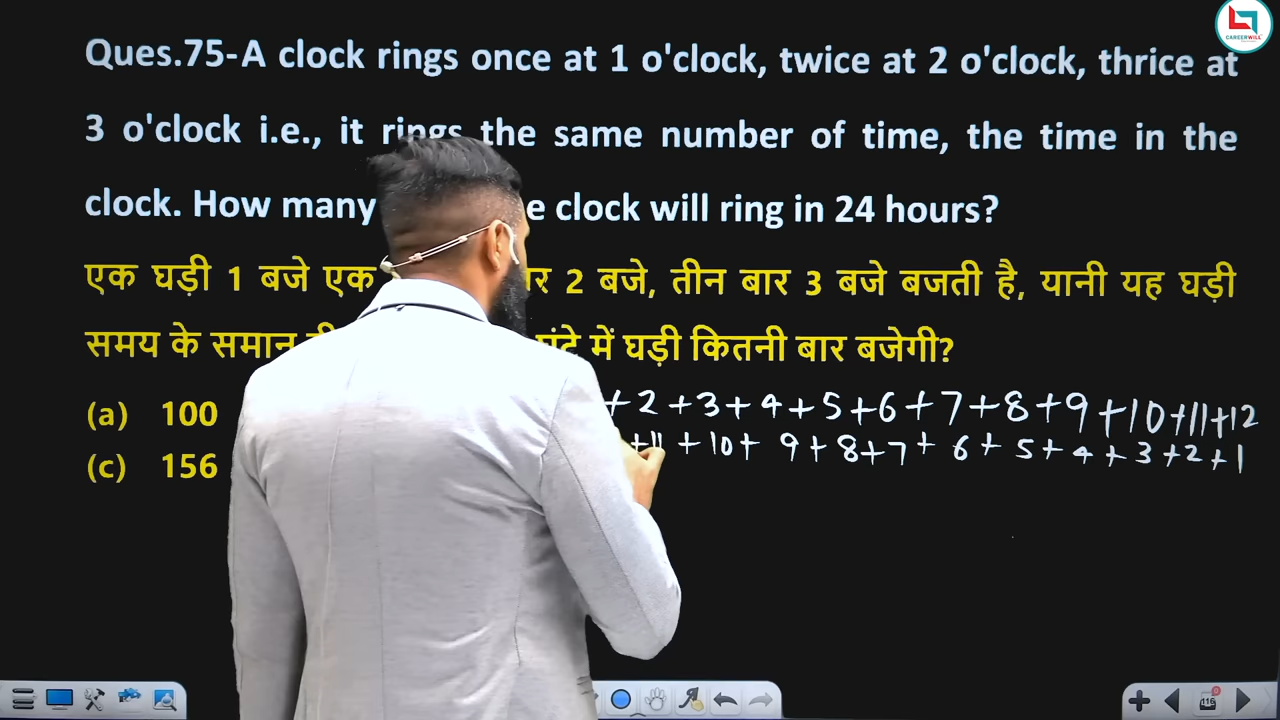 CAREERWILL
Ques.75-A clock rings once at 1 o'clock, twice at 2 o'clock, thrice at
3 o'clock i.e., it rings the same number of time, the time in the
clock. How many e clock will ring in 24 hours?
एक घड़ी 1 बजे एक र 2 बजे, तीन बार 3 बजे बजती है, यानी यह घड़ी
समय के समान घंटे में घड़ी कितनी बार बजेगी?
(a) 100
+2+3+4+5+6+7+8+9+10+11+12
+11+10+9+8+7+6+5+4+3+2+1
(c) 156
116